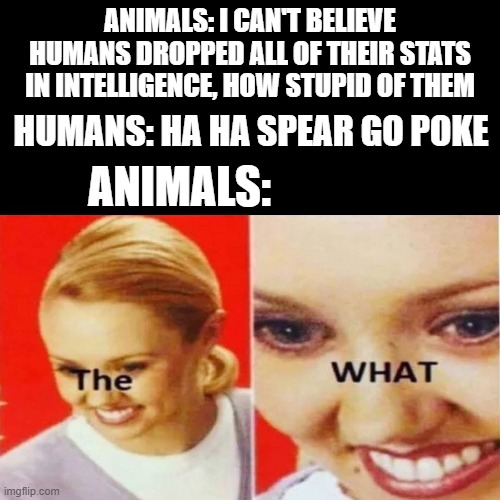 ANIMALS: I CAN'T BELIEVE
HUMANS DROPPED ALL OF THEIR STATS
IN INTELLIGENCE, HOW STUPID OF THEM
HUMANS: HA HA SPEAR GO POKE
ANIMALS:
The
WHAT
imgflip.com